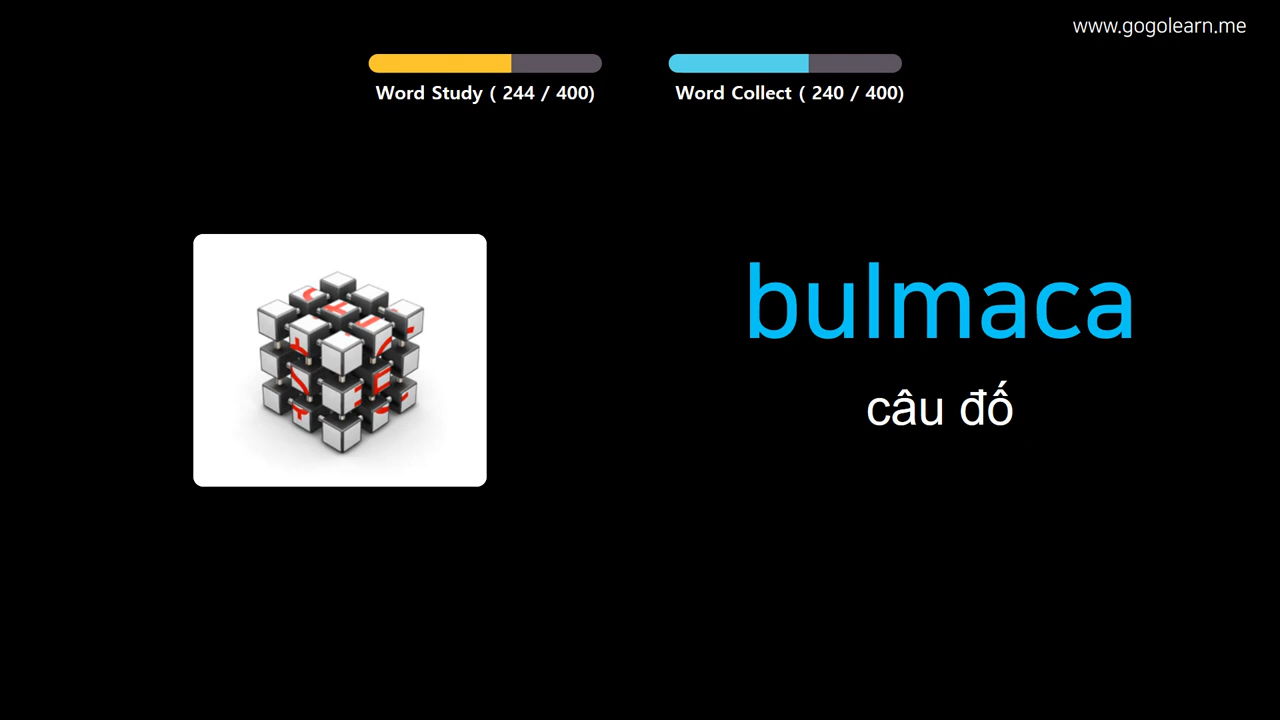 www.gogolearn.me
Word Study ( 244 / 400)
Word Collect ( 240 / 400)
bulmaca
câu đố